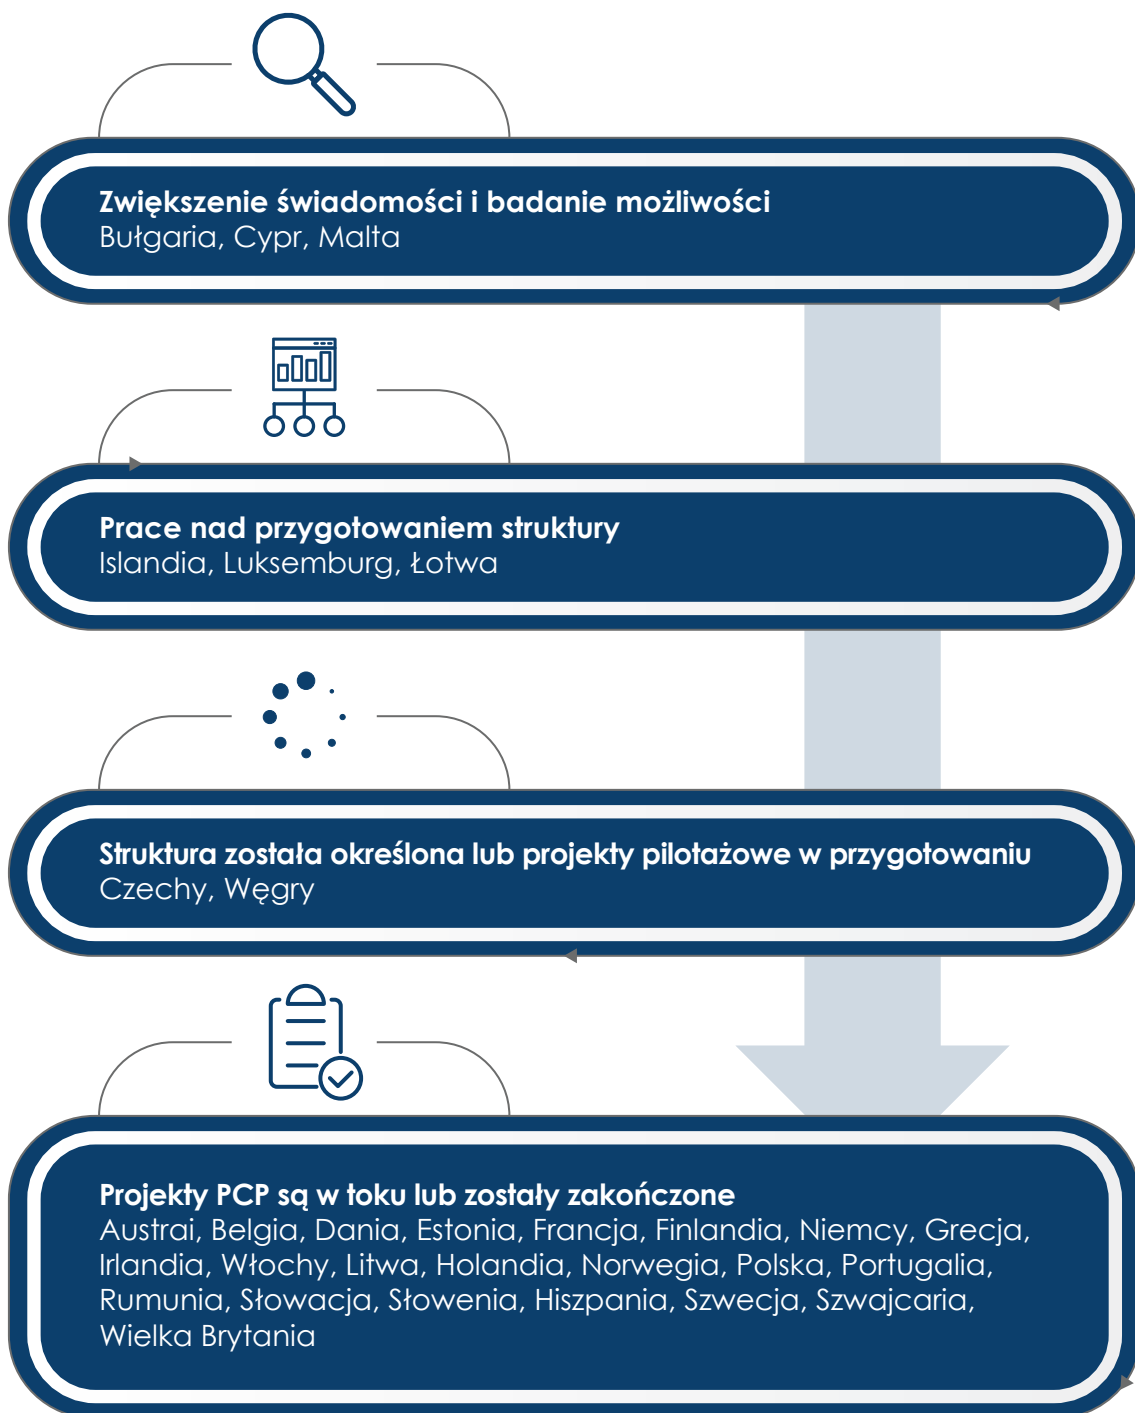 Zwiększenie świadomości i badanie możliwości
Bułgaria, Cypr, Malta
Prace nad przygotowaniem struktury
Islandia, Luksemburg, Łotwa
Struktura została określona lub projekty pilotażowe w przygotowaniu
Czechy, Węgry
Projekty PCP są w toku lub zostały zakończone
Austrai, Belgia, Dania, Estonia, Francja, Finlandia, Niemcy, Grecja,
Irlandia, Włochy, Litwa, Holandia, Norwegia, Polska, Portugalia,
Rumunia, Słowacja, Słowenia, Hiszpania, Szwecja, Szwajcaria,
Wielka Brytania